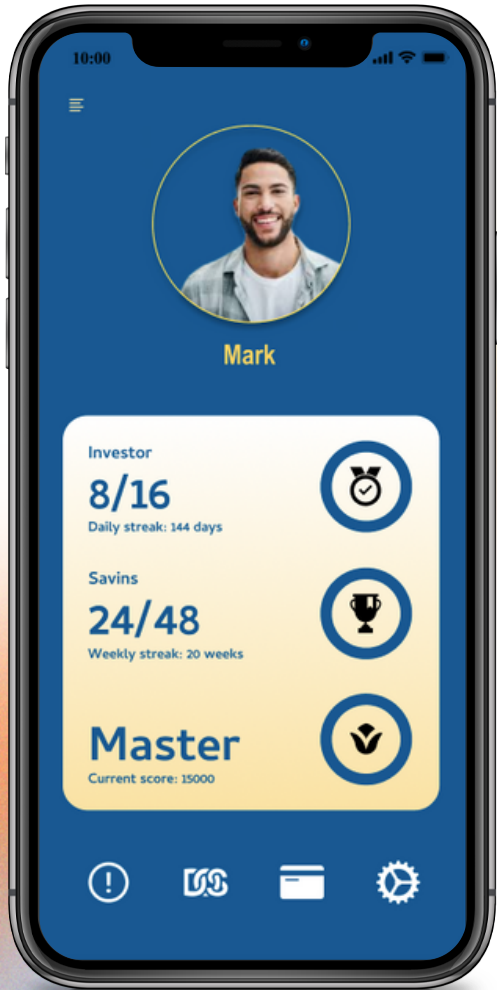 10:00
Mark
Investor
8/16
Daily streak: 144 days
Savins
24/48
Weekly streak: 20 weeks
Master
Current score: 15000